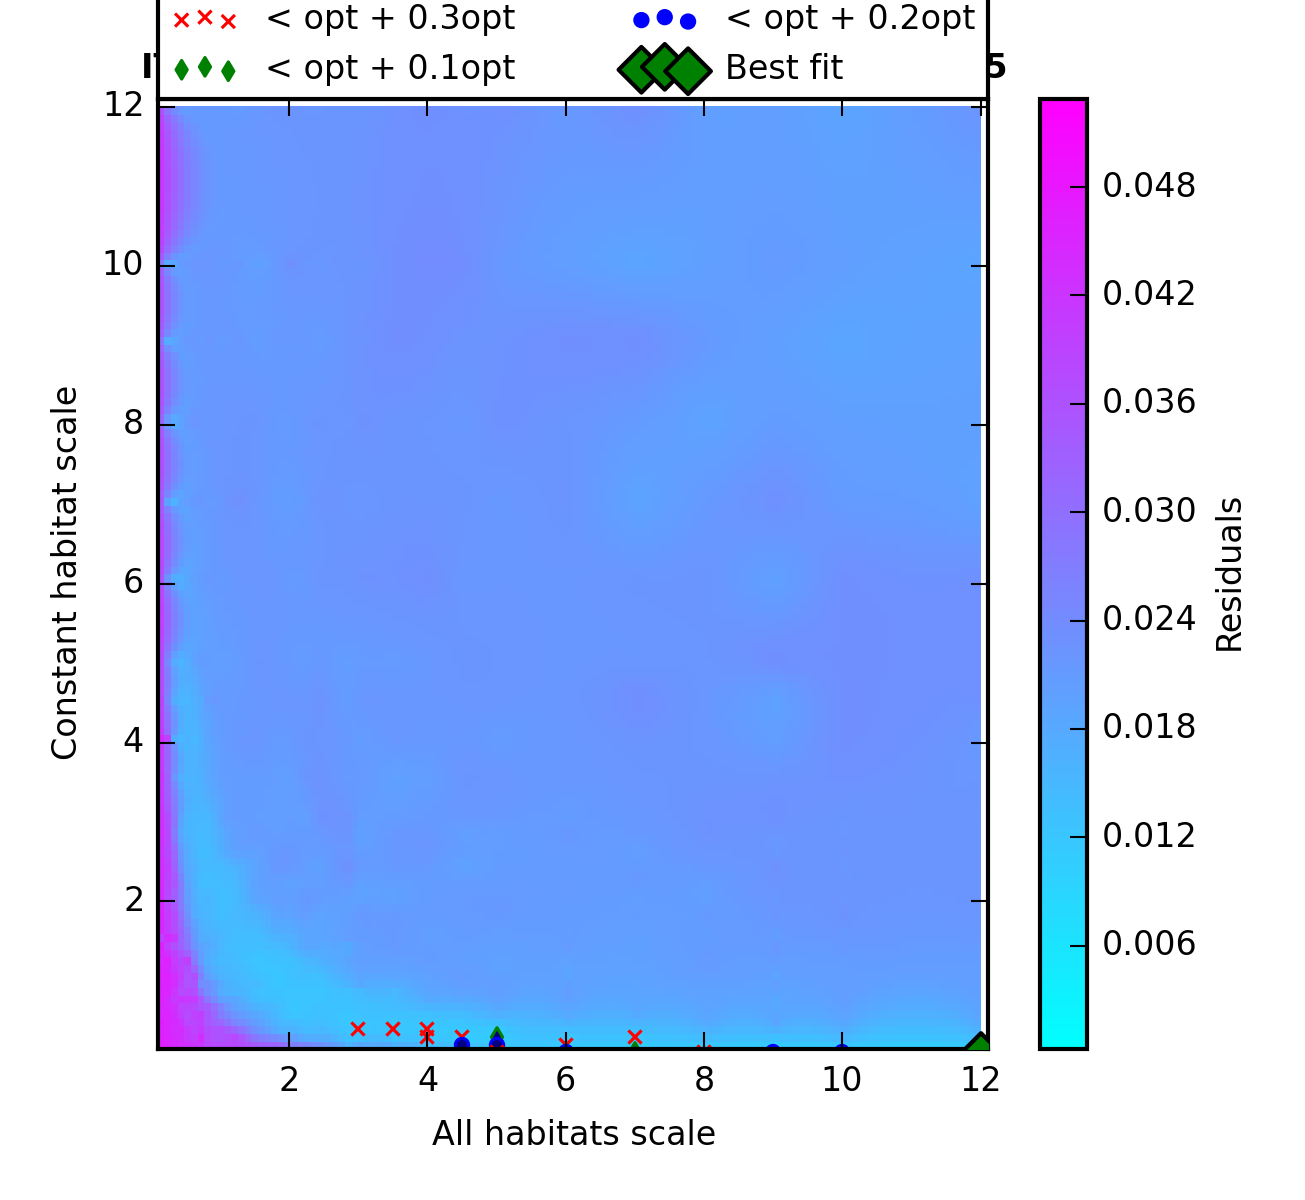 < opt + 0.3opt < opt + 0.2opt
< opt + 0.1opt Best fit
5
12
10
8
6
4
2
2 4 6 8 10 12
All habitats scale
Constant habitat scale
0.048
0.042
0.036
0.030
0.024
0.018
0.012
0.006
Residuals